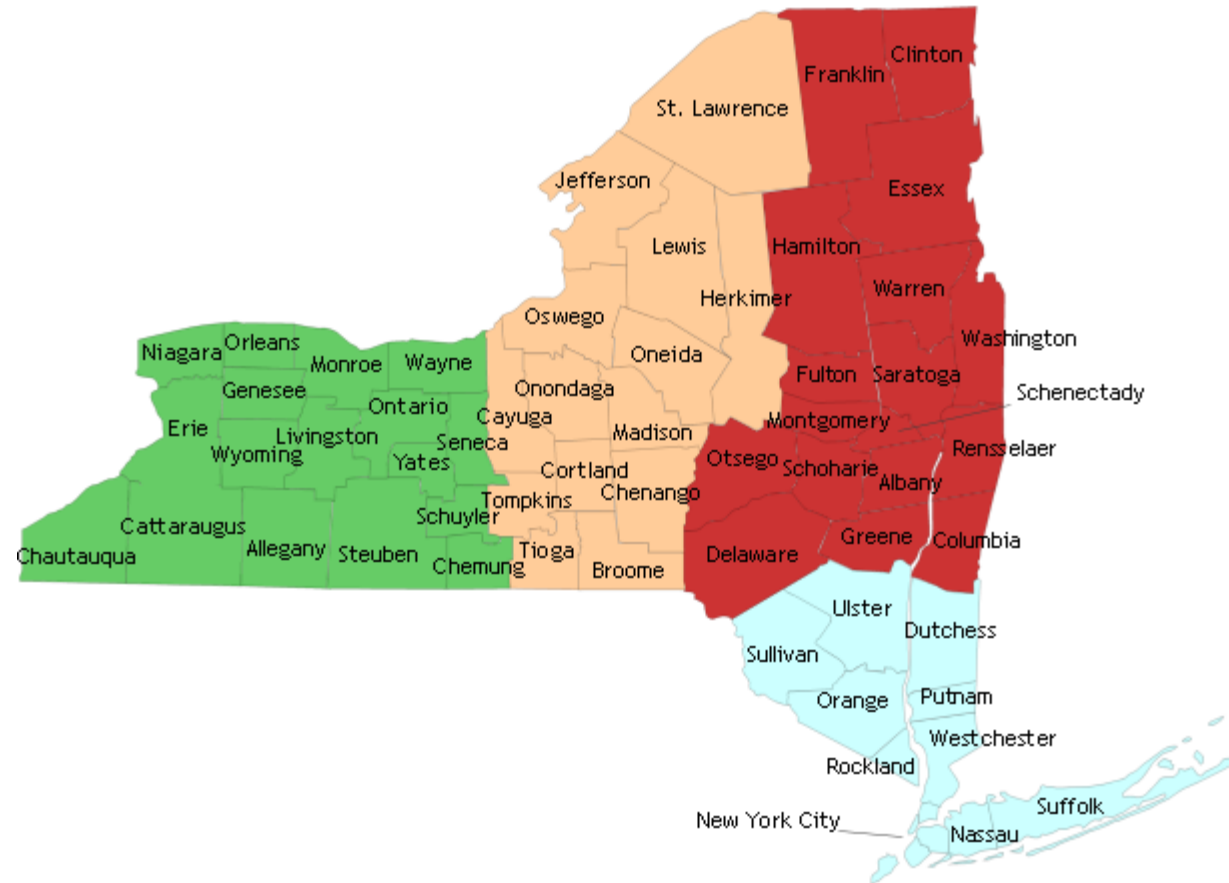 Clinton
Franklin
St. Lawrence
Jefferson
Essex
Lewis
Hamilton
Herkimer
Warren
Oswego
Washington
Orleans
Niagara
Monroe
Wayne
Oneida
Fulton
Saratoga
Genesee
Onondaga
Schenectady
Ontario
Cayuga
Montgomery
Erie
Livingston
Seneca
Madison
Wyoming
Rensselaer
Otsego
Yates
Cortland
Schoharie
Albany
Chenango
Tompkins
Schuyler
Cattaraugus
Greene
Columbia
Allegany
Steuben
Tioga
Delaware
Chautauqua
Chemung
Broome
Ulster
Dutchess
Sullivan
Putnam
Orange
Westchester
Rockland
Suffolk
New York City
Nassau